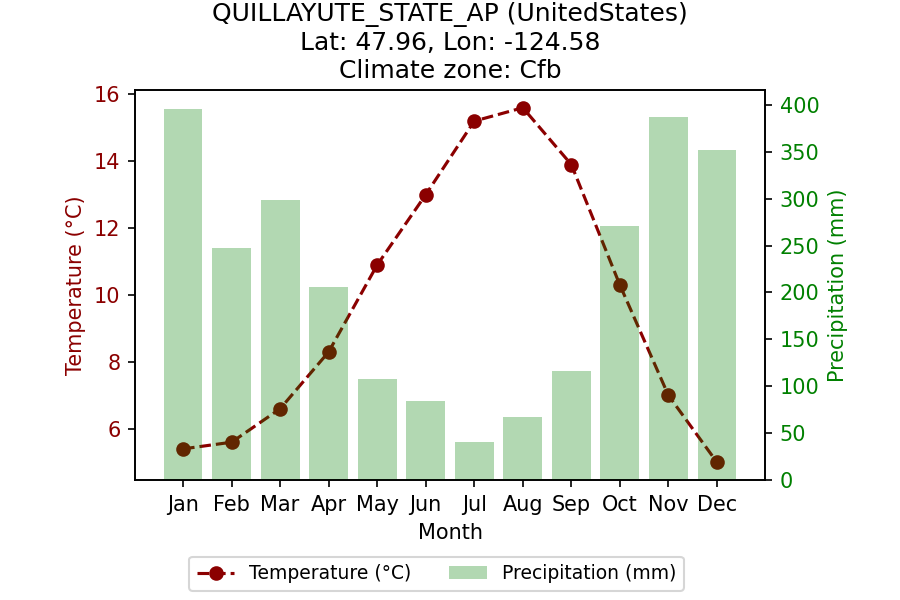 QUILLAYUTE_STATE_AP (UnitedStates)
Lat: 47.96, Lon: -124.58
Climate zone: Cfb
16
14
12
10
8
6
Temperature (°C)
400
350
300
250
200
150
100
50
0
Precipitation (mm)
Jan Feb Mar Apr May Jun Jul Aug Sep Oct Nov Dec
Month
Temperature (°C) Precipitation (mm)